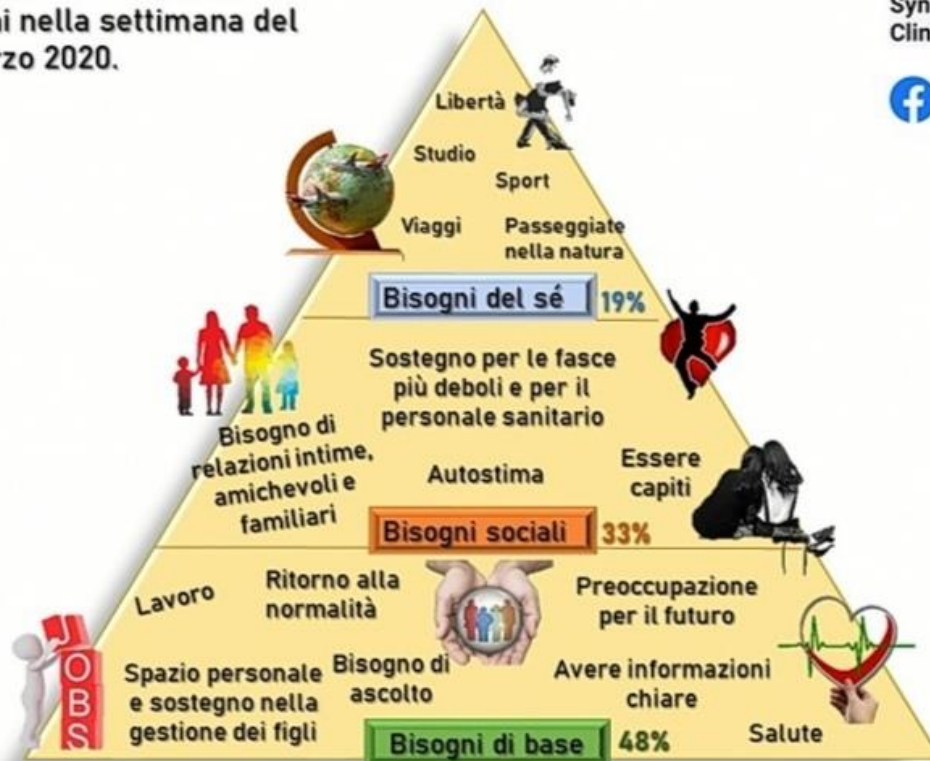 nella settimana del
2020.
Libertà
Studio
Sport
Viaggi
Passeggiate
nella natura
Bisogni del sé 19%
Sostegno per le fasce
più deboli e per il
personale sanitario
Bisogno di
relazioni intime,
amichevoli e
familiari
Autostima
Essere
capiti
Bisogni sociali 33%
Lavoro
Ritorno alla
normalità
Preoccupazione
per il futuro
JOBS
Spazio personale
e sostegno nella
gestione dei figli
Bisogno di
ascolto
Avere informazioni
chiare
Salute
Bisogni di base 48%